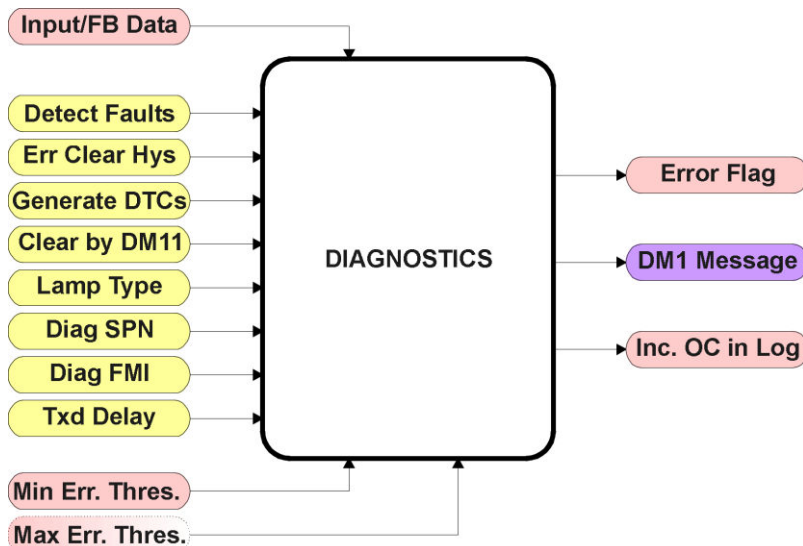 Input/FB Data
Detect Faults
Err Clear Hys
Generate DTCs
Clear by DM11
Lamp Type
Diag SPN
Diag FMI
Txd Delay
Min Err. Thres.
Max Err. Thres.
DIAGNOSTICS
Error Flag
DM1 Message
Inc. OC in Log